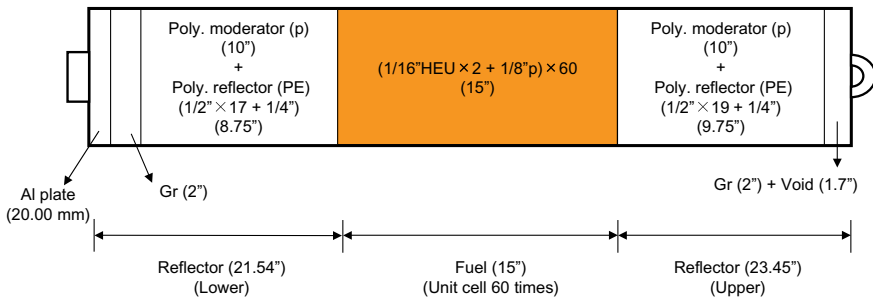 Poly. moderator (p)
(10”)
+
Poly. reflector (PE)
(1/2”×17 + 1/4”)
(8.75”)
(1/16”HEU×2 + 1/8”p)×60
(15”)
Poly. moderator (p)
(10”)
+
Poly. reflector (PE)
(1/2”×19 + 1/4”)
(9.75”)
Al plate
(20.00 mm)
Gr (2”)
Gr (2”) + Void (1.7”)
Reflector (21.54”)
(Lower)
Fuel (15”)
(Unit cell 60 times)
Reflector (23.45”)
(Upper)